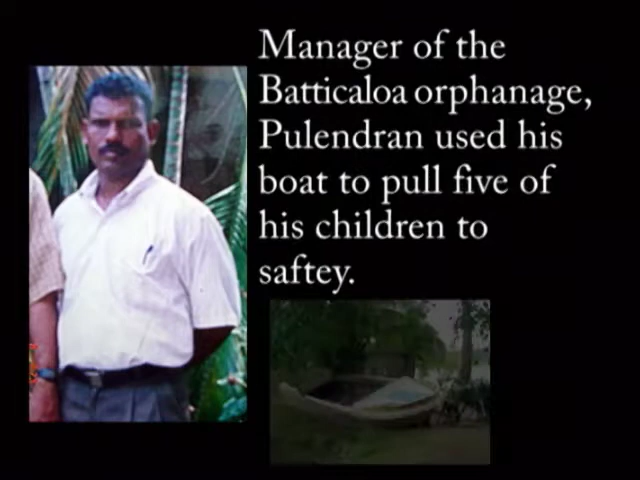 Manager of the
Batticaloa orphanage,
Pulendran used his
boat to pull five of
his children to
saftey.